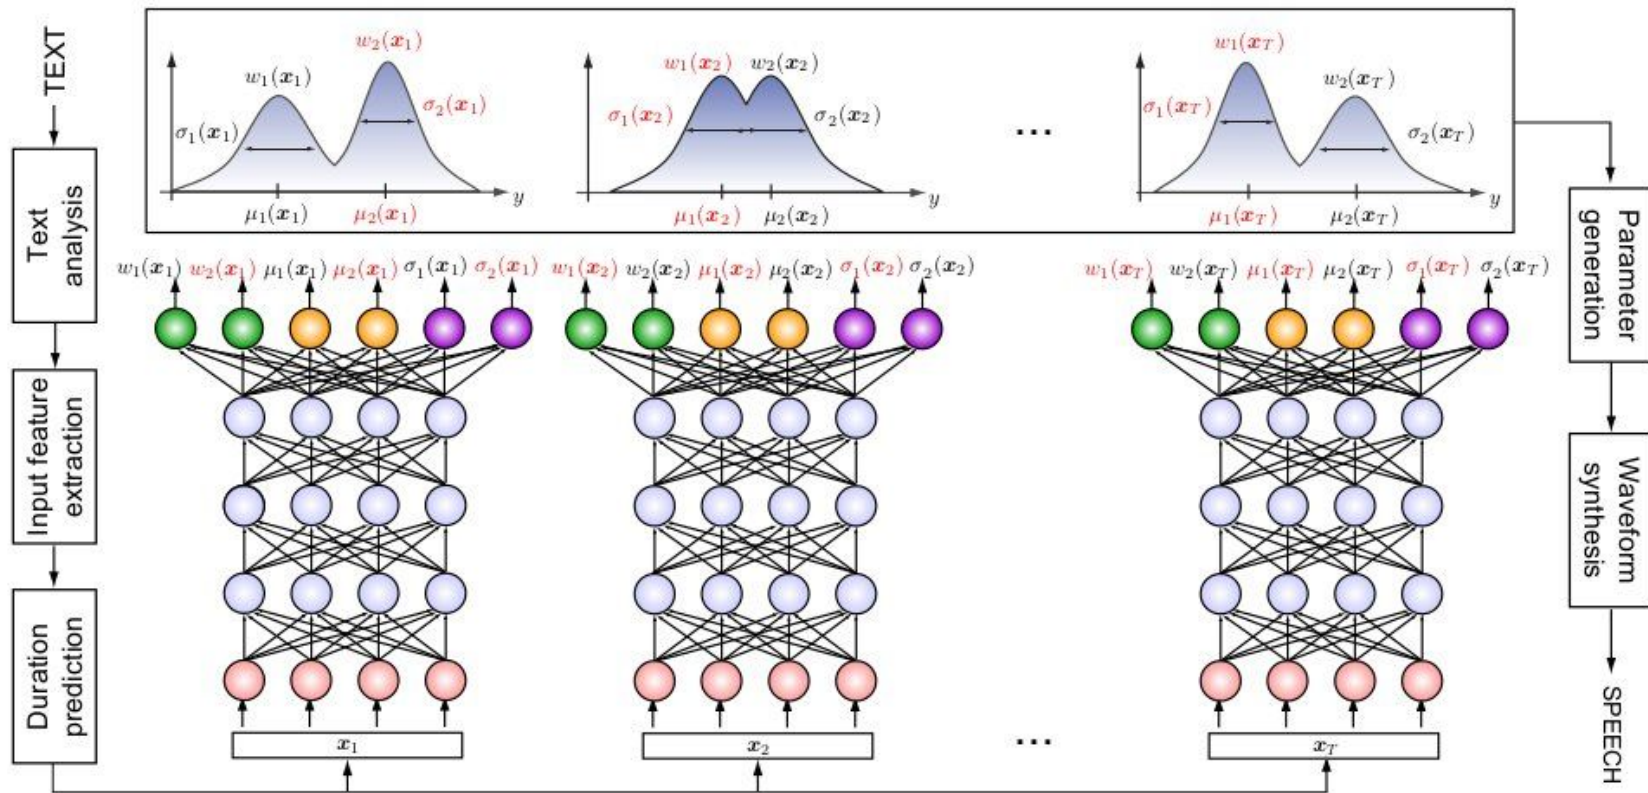 TEXT
Text
analysis
Input feature
extraction
Duration
prediction
w₁(x₁)
w₂(x₁)
σ₁(x₁)
σ₂(x₁)
μ₁(x₁)
μ₂(x₁)
y
w₁(x₂) w₂(x₂)
σ₁(x₂)
σ₂(x₂)
μ₁(x₂) μ₂(x₂)
y
...
w₁(x_T)
w₂(x_T)
σ₁(x_T)
σ₂(x_T)
μ₁(x_T) μ₂(x_T)
y
w₁(x₁) w₂(x₁) μ₁(x₁) μ₂(x₁) σ₁(x₁) σ₂(x₁)
w₁(x₂) w₂(x₂) μ₁(x₂) μ₂(x₂) σ₁(x₂) σ₂(x₂)
w₁(x_T) w₂(x_T) μ₁(x_T) μ₂(x_T) σ₁(x_T) σ₂(x_T)
x₁
x₂
...
x_T
Parameter
generation
Waveform
synthesis
SPEECH